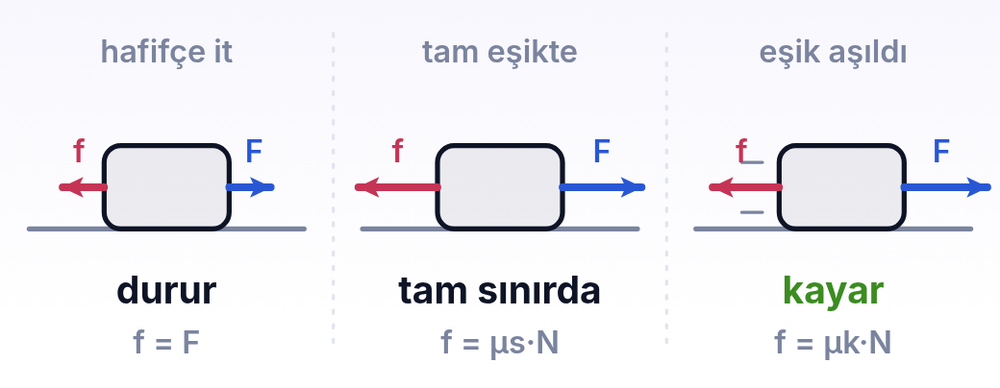 hafifçe it
f F
durur
f = F
tam eşikte
f F
tam sınırda
f = μs·N
eşik aşıldı
f F
kayar
f = μk·N